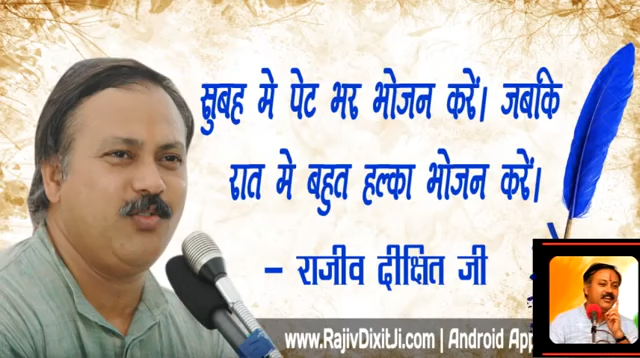 सुबह मे पेट भर भोजन करें। जबकि
रात मे बहुत हल्का भोजन करें।
– राजीव दीक्षित जी
www.RajivDixitJi.com | Android App